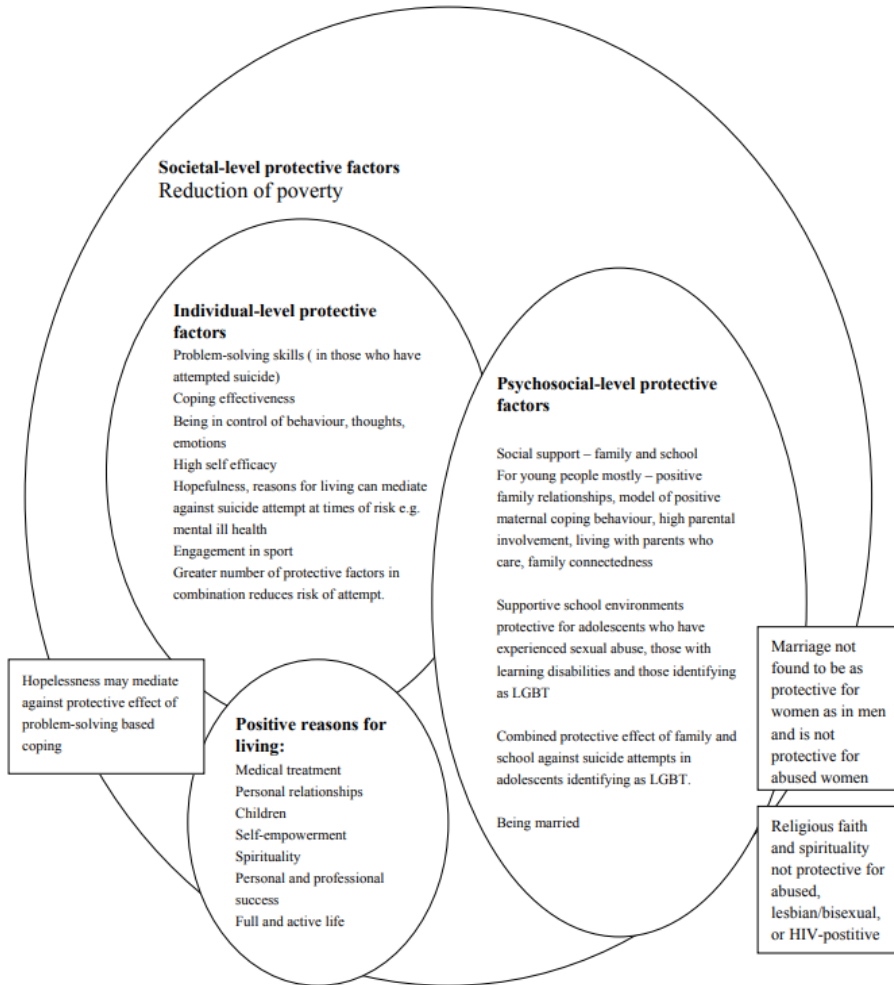 Societal-level protective factors
Reduction of poverty
Individual-level protective
factors
Problem-solving skills ( in those who have
attempted suicide)
Coping effectiveness
Being in control of behaviour, thoughts,
emotions
High self efficacy
Hopefulness, reasons for living can mediate
against suicide attempt at times of risk e.g.
mental ill health
Engagement in sport
Greater number of protective factors in
combination reduces risk of attempt.
Psychosocial-level protective
factors
Social support – family and school
For young people mostly – positive
family relationships, model of positive
maternal coping behaviour, high parental
involvement, living with parents who
care, family connectedness
Supportive school environments
protective for adolescents who have
experienced sexual abuse, those with
learning disabilities and those identifying
as LGBT
Combined protective effect of family and
school against suicide attempts in
adolescents identifying as LGBT.
Being married
Hopelessness may mediate
against protective effect of
problem-solving based
coping
Positive reasons for
living:
Medical treatment
Personal relationships
Children
Self-empowerment
Spirituality
Personal and professional
success
Full and active life
Marriage not
found to be as
protective for
women as in men
and is not
protective for
abused women
Religious faith
and spirituality
not protective for
abused,
lesbian/bisexual,
or HIV-postitive